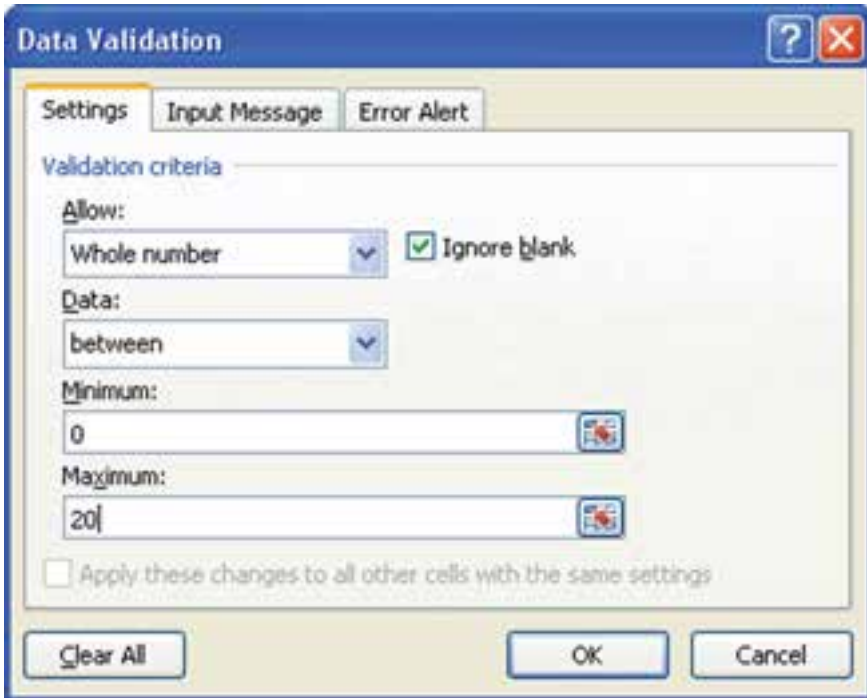 Data Validation
Settings Input Message Error Alert
Validation criteria
Allow:
Whole number Ignore blank
Data:
between
Minimum:
0
Maximum:
20
Apply these changes to all other cells with the same settings
Clear All OK Cancel